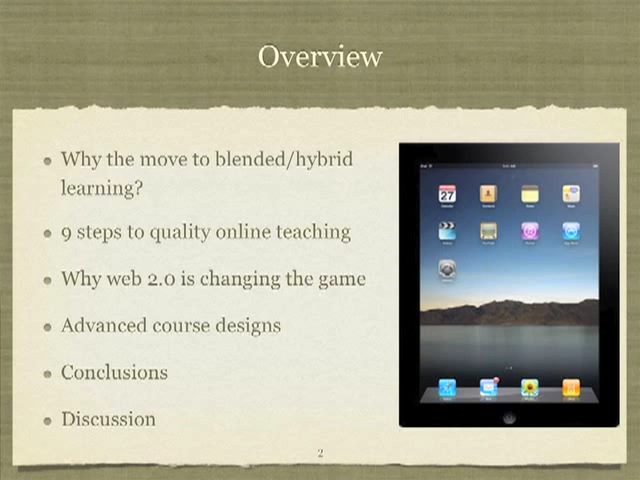 Overview
Why the move to blended/hybrid
learning?
9 steps to quality online teaching
Why web 2.0 is changing the game
Advanced course designs
Conclusions
Discussion
27
2